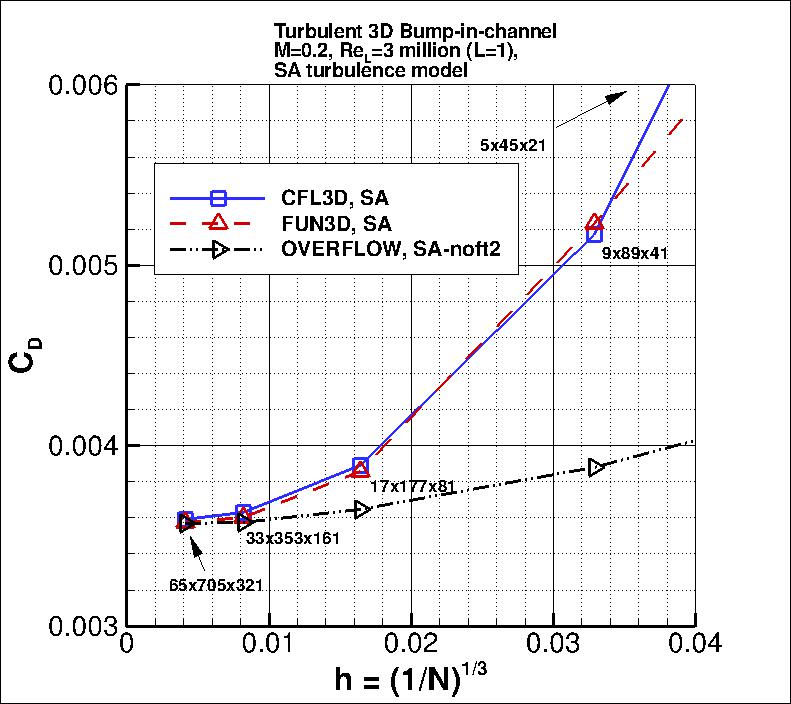 Turbulent 3D Bump-in-channel
M=0.2, Re_L=3 million (L=1),
SA turbulence model
0.006
5x45x21
CFL3D, SA
FUN3D, SA
OVERFLOW, SA-noft2
9x89x41
0.005
C_D
0.004
17x177x81
33x353x161
65x705x321
0.003
0 0.01 0.02 0.03 0.04
h = (1/N)^1/3